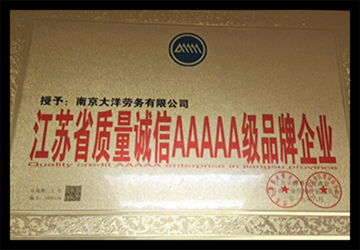 授予：南京大洋劳务有限公司
江苏省质量诚信AAAAA级品牌企业
Quality credit AAAAA enterprise in jiangsu province